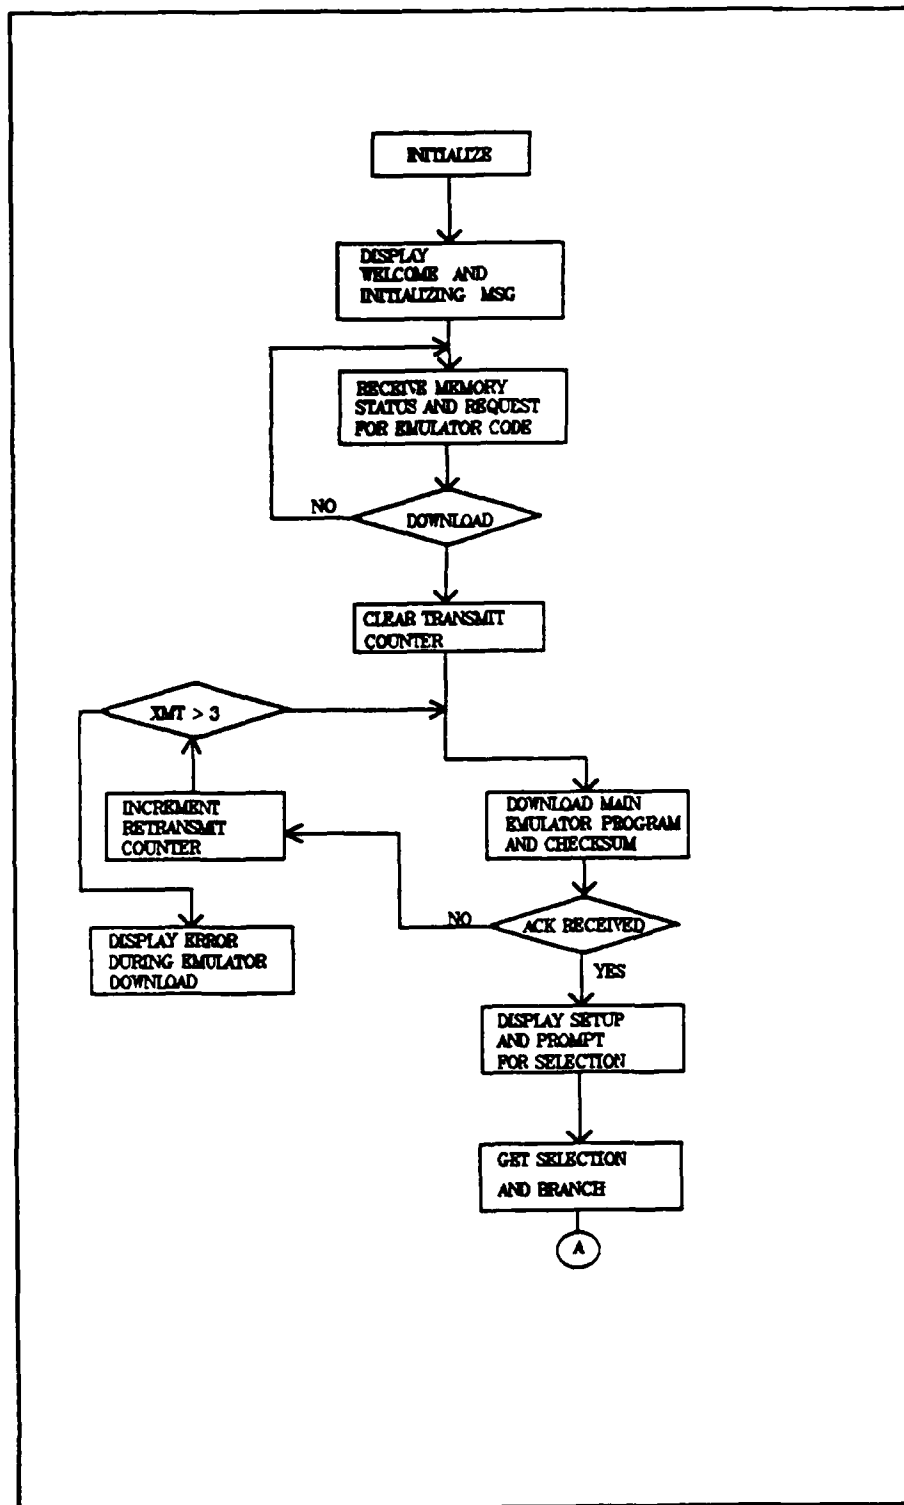 INITIALIZE
DISPLAY
WELCOME AND
INITIALIZING MSG
RECEIVE MEMORY
STATUS AND REQUEST
FOR EMULATOR CODE
NO
DOWNLOAD
CLEAR TRANSMIT
COUNTER
XMT > 3
INCREMENT
RETRANSMIT
COUNTER
DOWNLOAD MAIN
EMULATOR PROGRAM
AND CHECKSUM
NO
ACK RECEIVED
DISPLAY ERROR
DURING EMULATOR
DOWNLOAD
YES
DISPLAY SETUP
AND PROMPT
FOR SELECTION
GET SELECTION
AND BRANCH
A